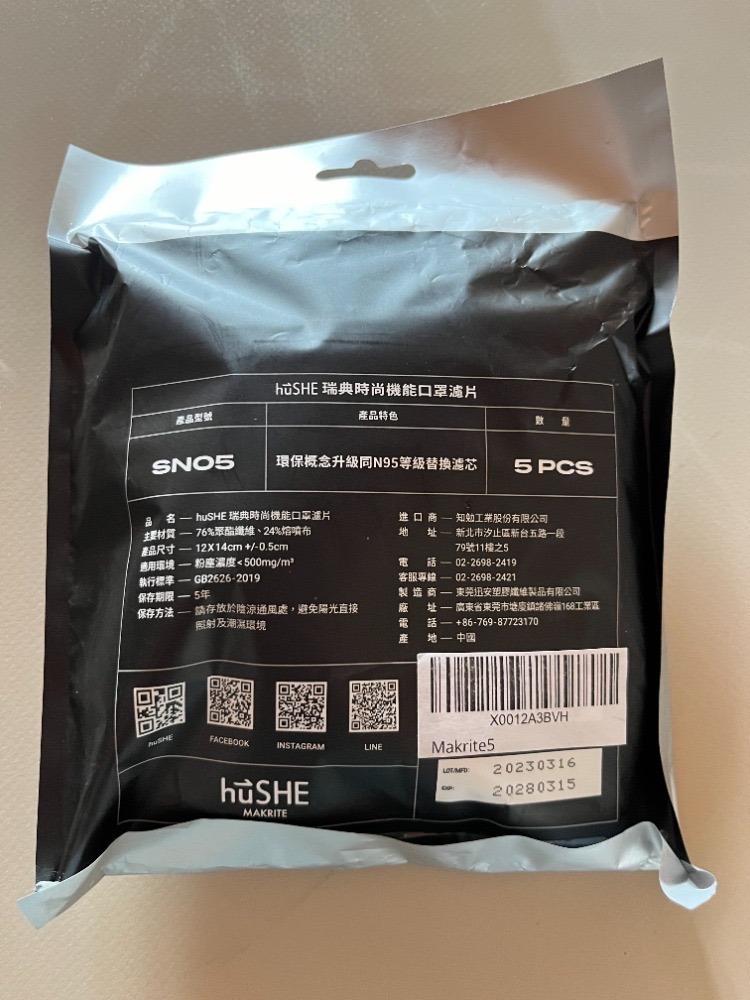 hūSHE 瑞典時尚機能口罩濾片
產品型號
產品特色
數 量
SN05
環保概念升級同N95等級替換濾芯
5 PCS
品 名 — huSHE 瑞典時尚機能口罩濾片
主要材質 — 76%聚酯纖維、24%熔噴布
產品尺寸 — 12X14cm +/-0.5cm
適用環境 — 粉塵濃度<500mg/m³
執行標準 — GB2626-2019
保存期限 — 5年
保存方法 — 請存放於陰涼通風處，避免陽光直接
照射及潮濕環境
進 口 商 — 知勉工業股份有限公司
地 址 — 新北市汐止區新台五路一段
79號11樓之5
電 話 — 02-2698-2419
客服專線 — 02-2698-2421
製 造 商 — 東莞迅安塑膠纖維製品有限公司
廠 址 — 廣東省東莞市塘廈鎮諸佛嶺168工業區
電 話 — +86-769-87723170
產 地 — 中國
huSHE
FACEBOOK
INSTAGRAM
LINE
X0012A3BVH
Makrite5
LOT/MFD: 20230316
EXP: 20280315
hūSHE
MAKRITE